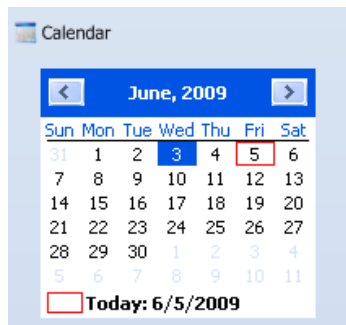 Calendar
June, 2009
Sun Mon Tue Wed Thu Fri Sat
31 1 2 3 4 5 6
7 8 9 10 11 12 13
14 15 16 17 18 19 20
21 22 23 24 25 26 27
28 29 30 1 2 3 4
5 6 7 8 9 10 11
Today: 6/5/2009